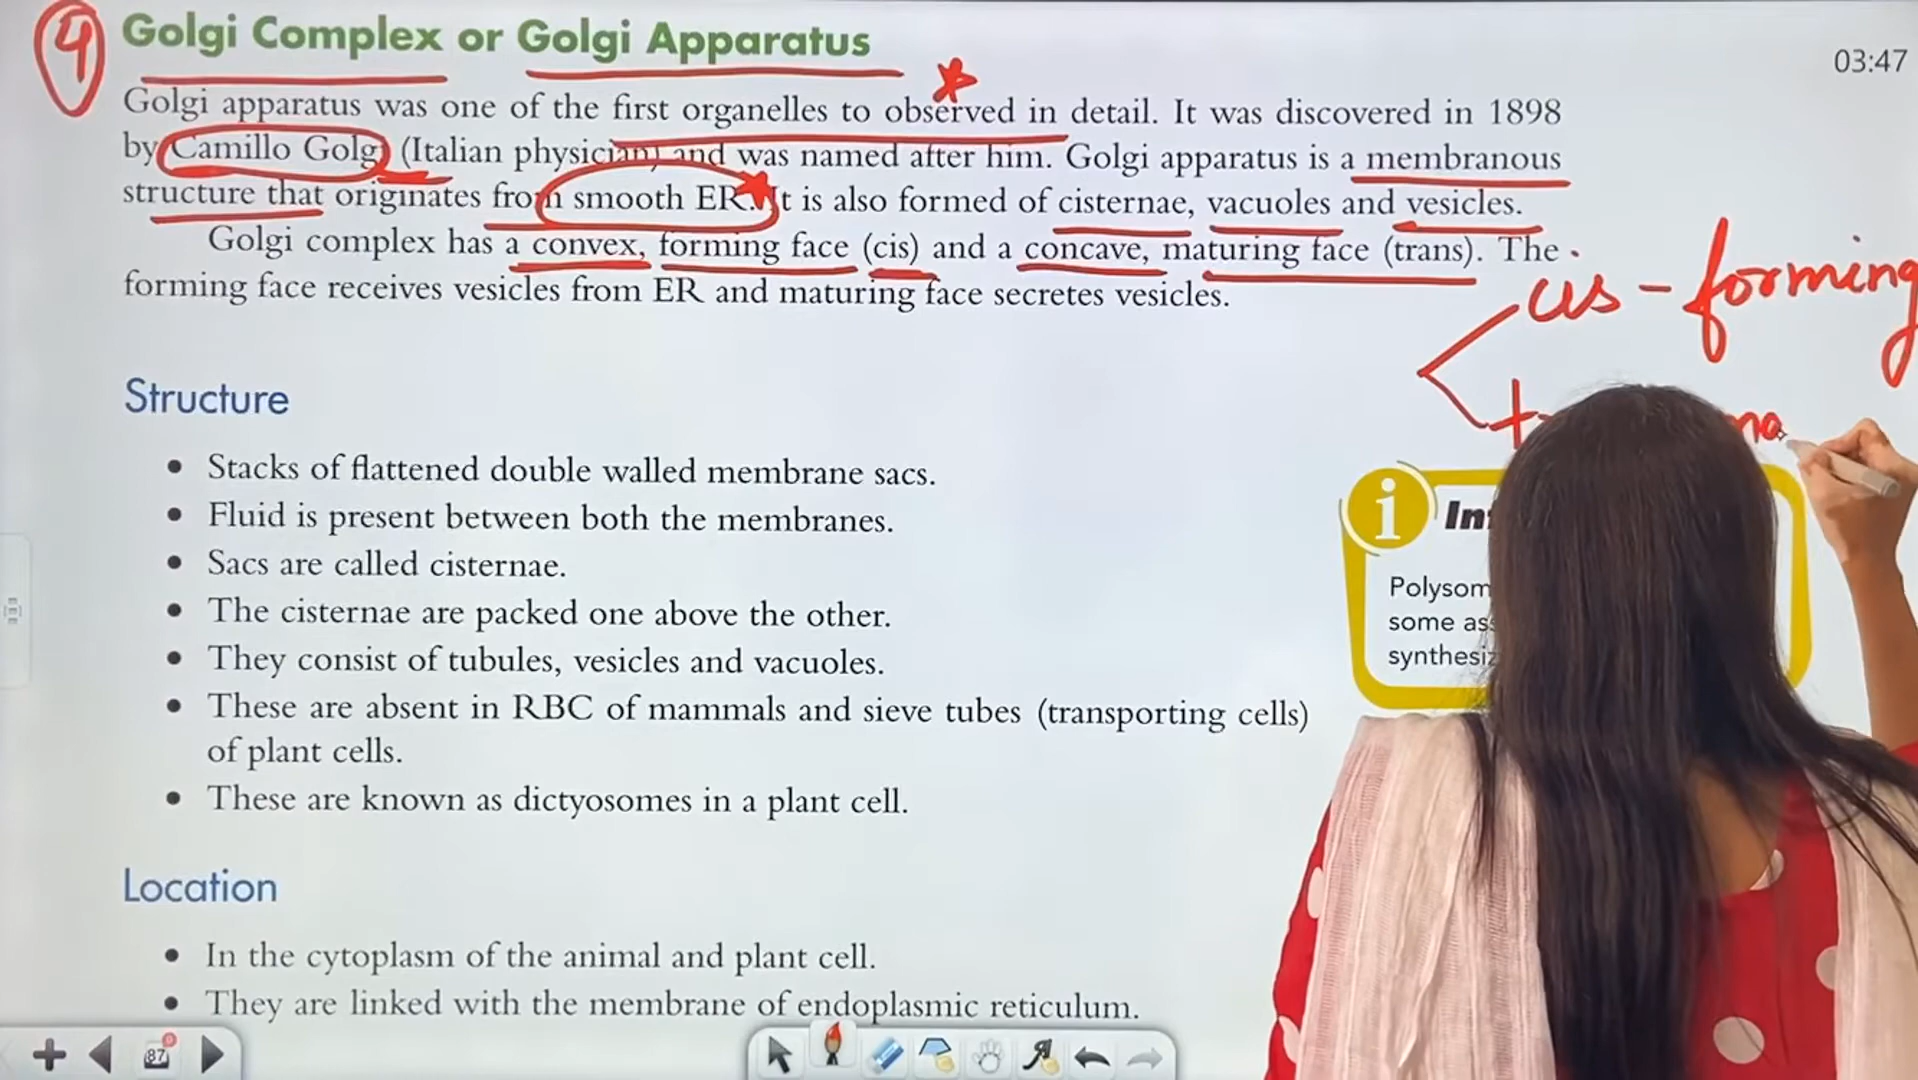 4 Golgi Complex or Golgi Apparatus
03:47
Golgi apparatus was one of the first organelles to observed in detail. It was discovered in 1898
by Camillo Golgi (Italian physician) and was named after him. Golgi apparatus is a membranous
structure that originates from smooth ER. It is also formed of cisternae, vacuoles and vesicles.
Golgi complex has a convex, forming face (cis) and a concave, maturing face (trans). The
forming face receives vesicles from ER and maturing face secretes vesicles.
cis - forming
Structure
• Stacks of flattened double walled membrane sacs.
• Fluid is present between both the membranes.
• Sacs are called cisternae.
• The cisternae are packed one above the other.
• They consist of tubules, vesicles and vacuoles.
• These are absent in RBC of mammals and sieve tubes (transporting cells)
of plant cells.
• These are known as dictyosomes in a plant cell.
i
some
Location
• In the cytoplasm of the animal and plant cell.
• They are linked with the membrane of endoplasmic reticulum.
87